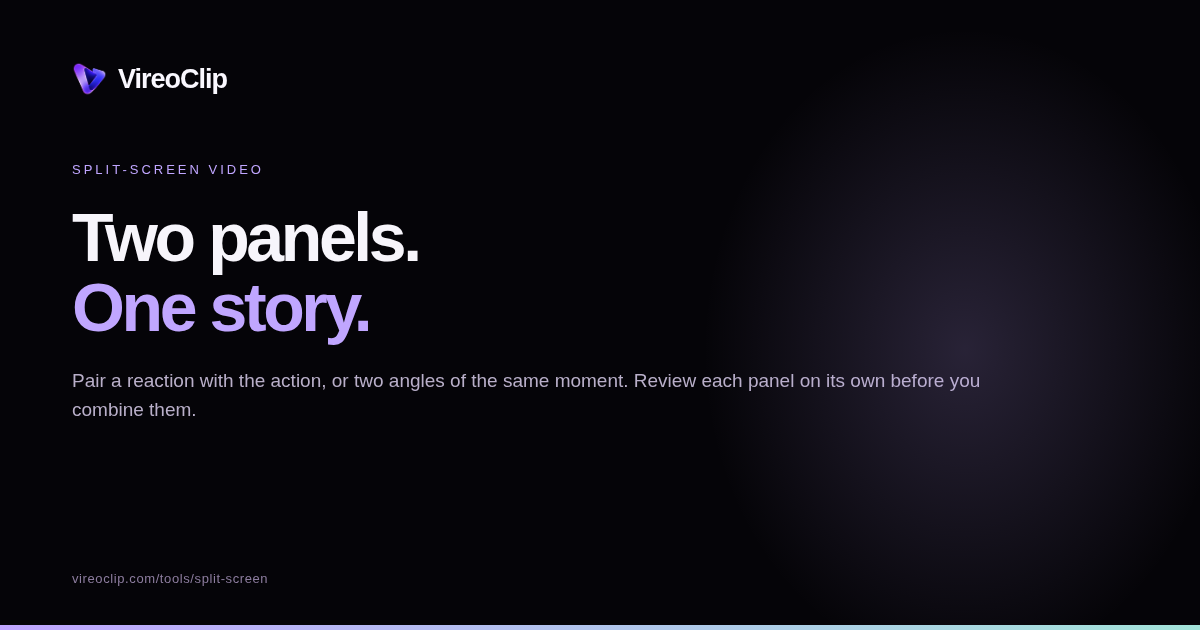 VireoClip
SPLIT-SCREEN VIDEO
Two panels.
One story.
Pair a reaction with the action, or two angles of the same moment. Review each panel on its own before you
combine them.
vireoclip.com/tools/split-screen